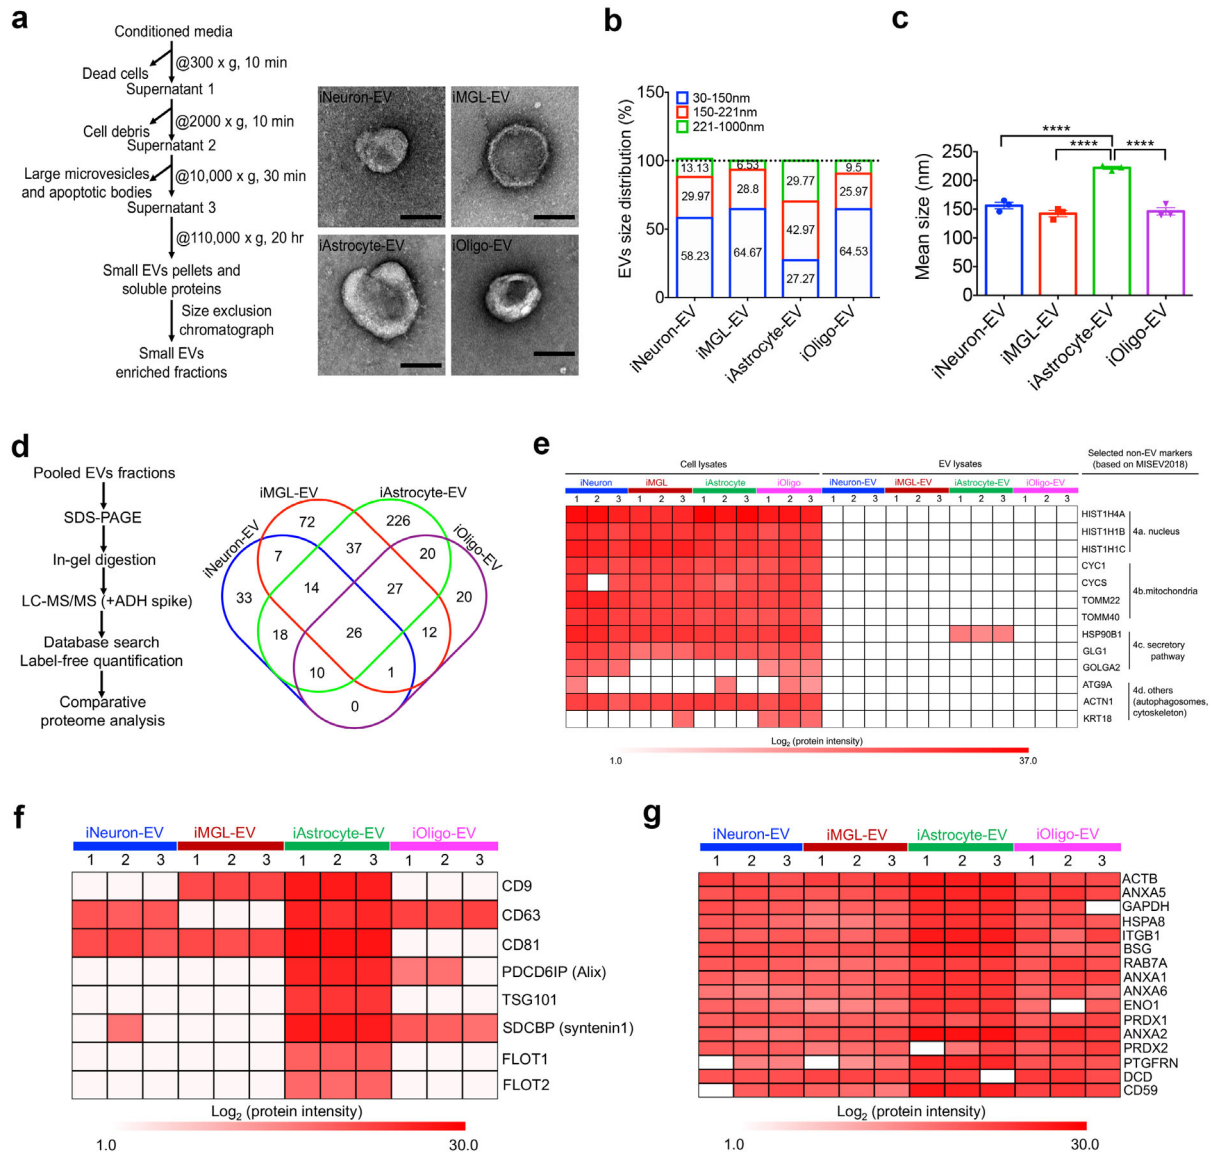 a
Conditioned media
@300 x g, 10 min
Dead cells
Supernatant 1
@2000 x g, 10 min
Cell debris
Supernatant 2
Large microvesicles
and apoptotic bodies
@10,000 x g, 30 min
Supernatant 3
@110,000 x g, 20 hr
Small EVs pellets and
soluble proteins
Size exclusion
chromatograph
Small EVs
enriched fractions
iNeuron-EV
iMGL-EV
iAstrocyte-EV
iOligo-EV
b
EVs size distribution (%)
150
100
50
0
30-150nm
150-221nm
221-1000nm
13.13
29.97
58.23
6.53
28.8
64.67
29.77
42.97
27.27
9.5
25.97
64.53
iNeuron-EV
iMGL-EV
iAstrocyte-EV
iOligo-EV
c
Mean size (nm)
250
200
150
100
50
0
****
****
****
iNeuron-EV
iMGL-EV
iAstrocyte-EV
iOligo-EV
d
Pooled EVs fractions
SDS-PAGE
In-gel digestion
LC-MS/MS (+ADH spike)
Database search
Label-free quantification
Comparative
proteome analysis
iNeuron-EV
iMGL-EV
iAstrocyte-EV
iOligo-EV
72
226
7
37
20
33
14
27
20
18
26
12
10
1
0
e
Cell lysates
EV lysates
Selected non-EV markers
(based on MISEV2018)
iNeuron iMGL iAstrocyte iOligo iNeuron-EV iMGL-EV iAstrocyte-EV iOligo-EV
1 2 3 1 2 3 1 2 3 1 2 3 1 2 3 1 2 3 1 2 3 1 2 3
HIST1H4A
HIST1H1B
HIST1H1C
CYC1
CYCS
TOMM22
TOMM40
HSP90B1
GLG1
GOLGA2
ATG9A
ACTN1
KRT18
4a. nucleus
4b.mitochondria
4c. secretory
pathway
4d. others
(autophagosomes,
cytoskeleton)
Log2 (protein intensity)
1.0
37.0
f
iNeuron-EV iMGL-EV iAstrocyte-EV iOligo-EV
1 2 3 1 2 3 1 2 3 1 2 3
CD9
CD63
CD81
PDCD6IP (Alix)
TSG101
SDCBP (syntenin1)
FLOT1
FLOT2
Log2 (protein intensity)
1.0
30.0
g
iNeuron-EV iMGL-EV iAstrocyte-EV iOligo-EV
1 2 3 1 2 3 1 2 3 1 2 3
ACTB
ANXA5
GAPDH
HSPA8
ITGB1
BSG
RAB7A
ANXA1
ANXA6
ENO1
PRDX1
ANXA2
PRDX2
PTGFRN
DCD
CD59
Log2 (protein intensity)
1.0
30.0